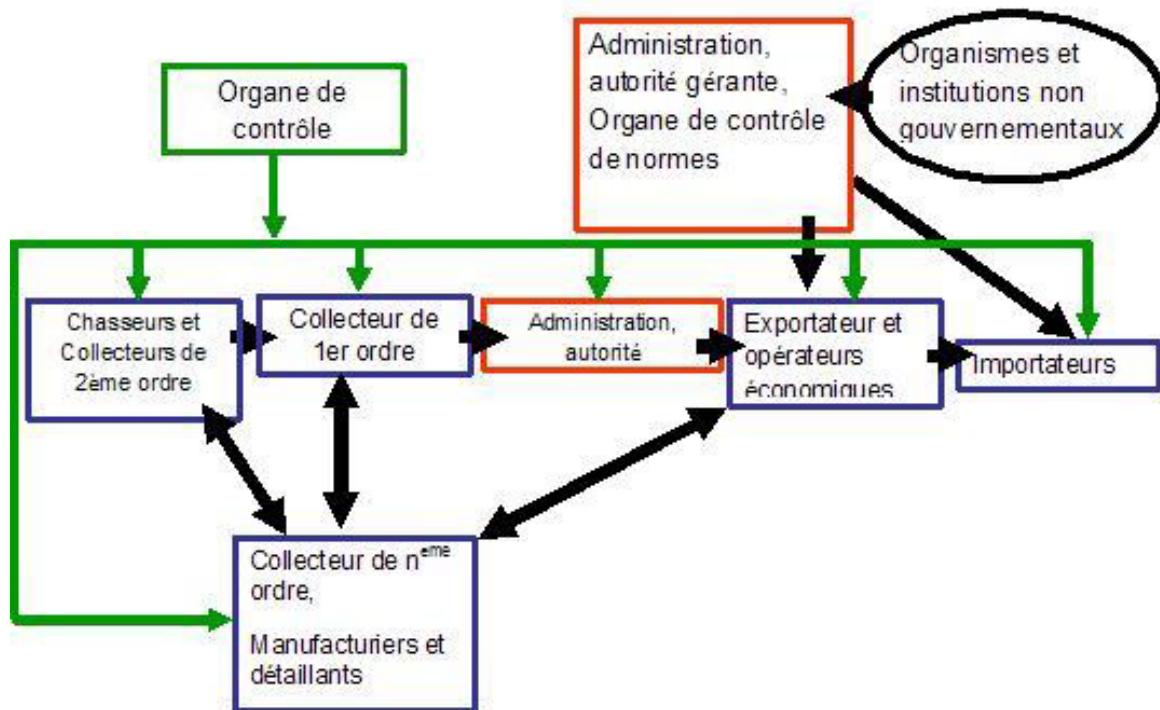 Organe de
contrôle
Administration,
autorité gérante,
Organe de contrôle
de normes
Organismes et
institutions non
gouvernementaux
Chasseurs et
Collecteurs de
2ème ordre
Collecteur de
1er ordre
Administration,
autorité
Exportateur et
opérateurs
économiques
Importateurs
Collecteur de neme
ordre,
Manufacturiers et
détaillants